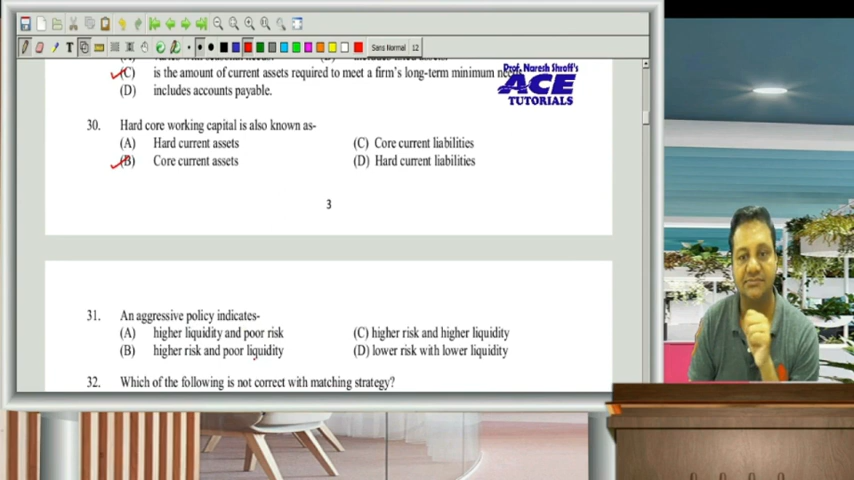 Sans Normal 12
(C) is the amount of current assets required to meet a firm's long-term minimum needs.
(D) includes accounts payable.
Prof. Naresh Shroff's
ACE
TUTORIALS
30. Hard core working capital is also known as-
(A) Hard current assets (C) Core current liabilities
(B) Core current assets (D) Hard current liabilities
3
31. An aggressive policy indicates-
(A) higher liquidity and poor risk (C) higher risk and higher liquidity
(B) higher risk and poor liquidity (D) lower risk with lower liquidity
32. Which of the following is not correct with matching strategy?